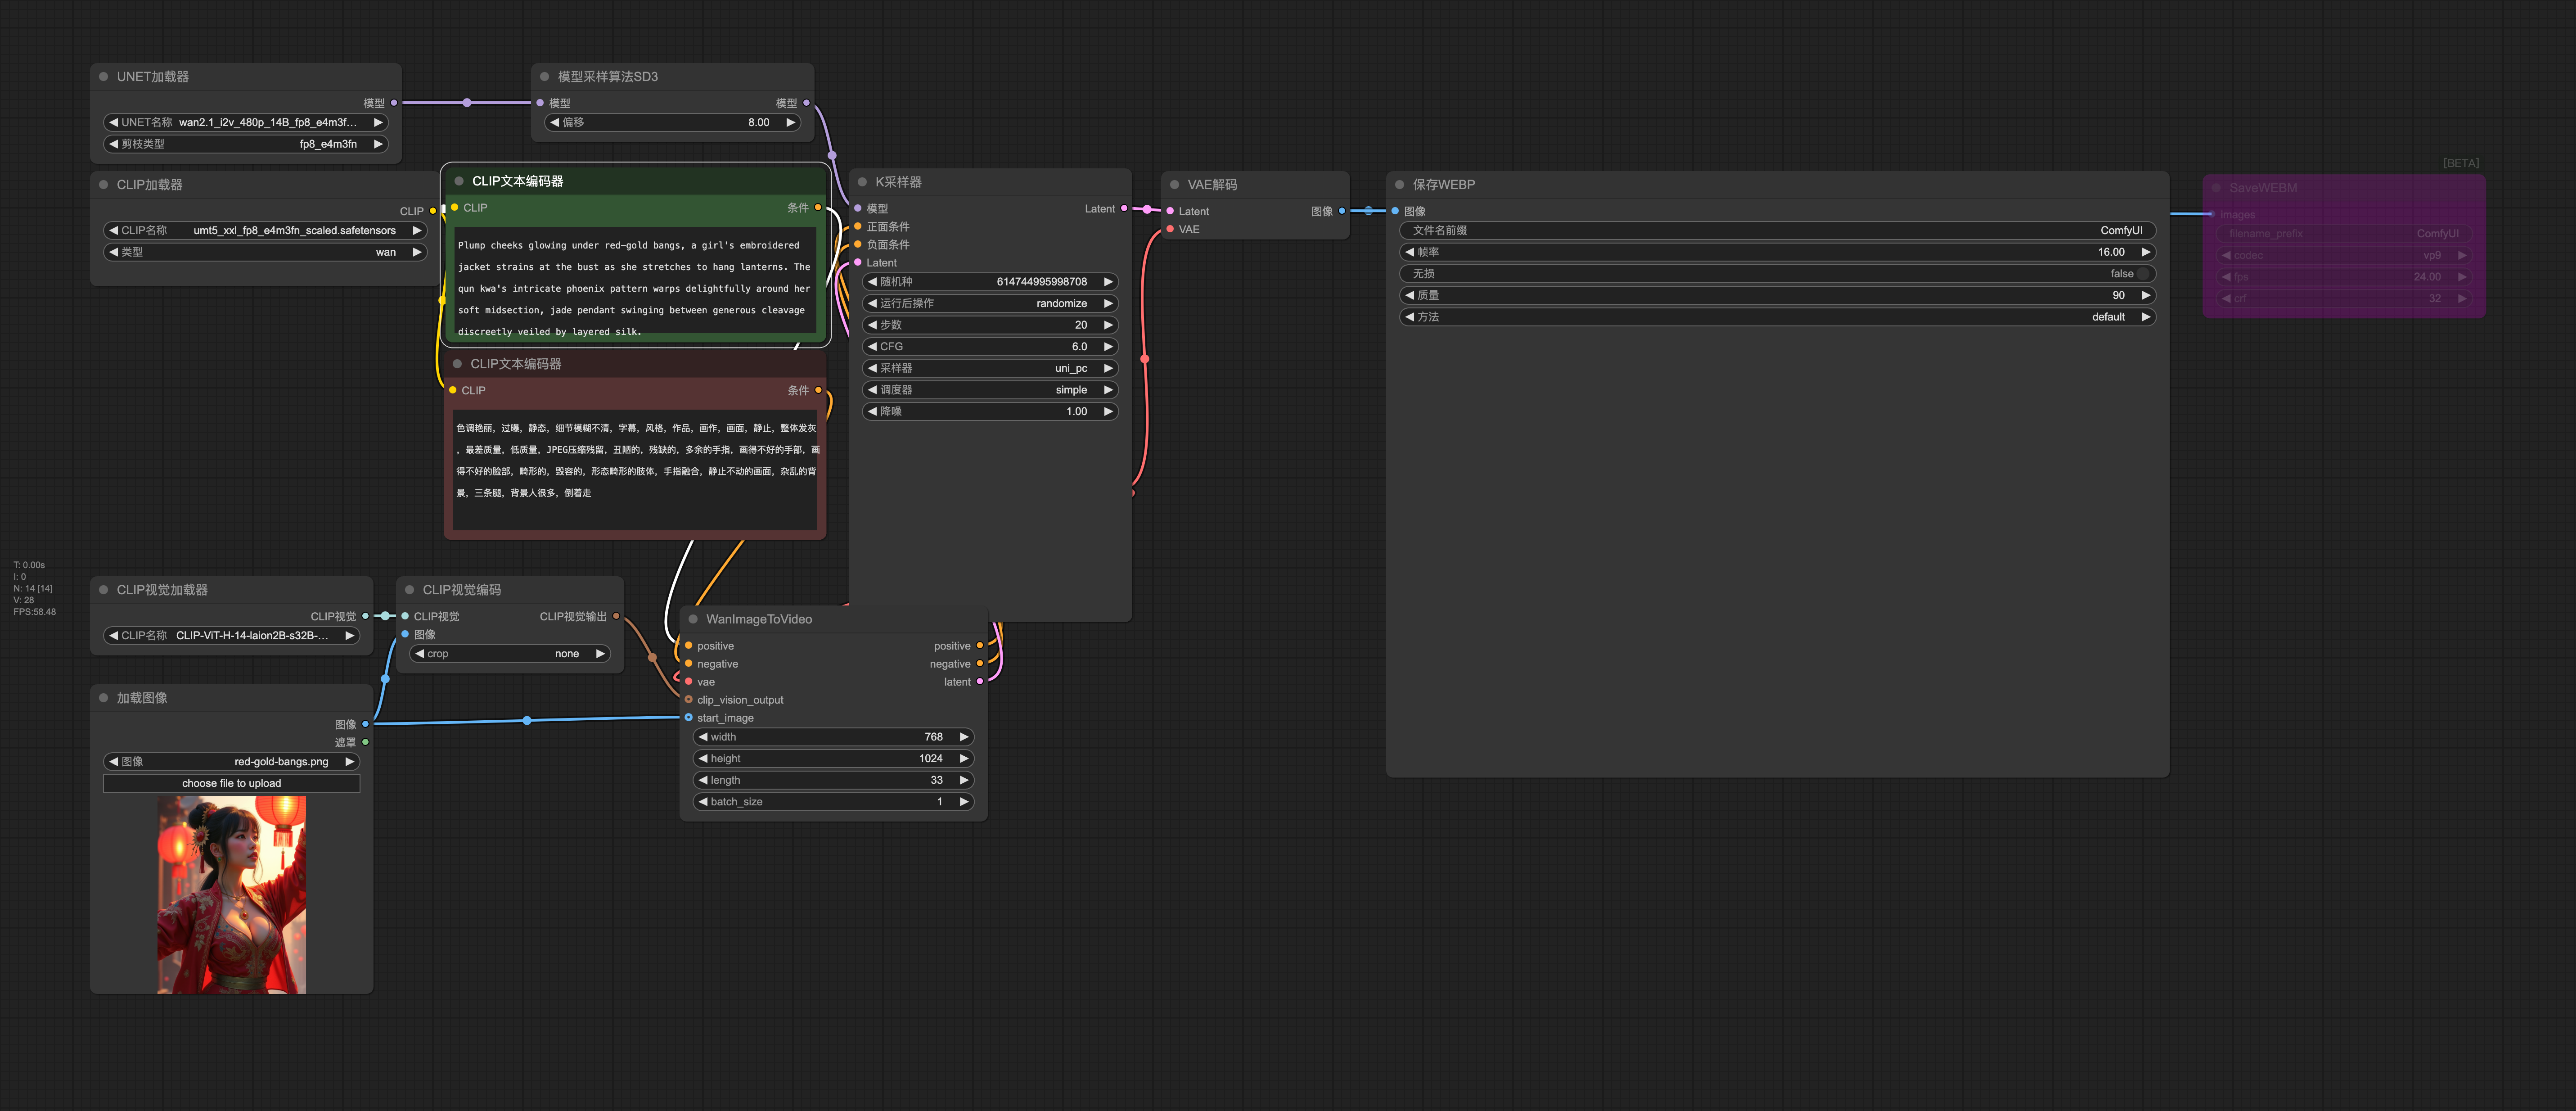 UNET加载器
模型
UNET名称 wan2.1_i2v_480p_14B_fp8_e4m3f...
剪枝类型 fp8_e4m3fn
模型采样算法SD3
模型 模型
偏移 8.00
CLIP加载器
CLIP
CLIP名称 umt5_xxl_fp8_e4m3fn_scaled.safetensors
类型 wan
CLIP文本编码器
CLIP 条件
Plump cheeks glowing under red-gold bangs, a girl's embroidered
jacket strains at the bust as she stretches to hang lanterns. The
qun kwa's intricate phoenix pattern warps delightfully around her
soft midsection, jade pendant swinging between generous cleavage
discreetly veiled by layered silk.
CLIP文本编码器
CLIP 条件
色调艳丽，过曝，静态，细节模糊不清，字幕，风格，作品，画作，画面，静止，整体发灰
，最差质量，低质量，JPEG压缩残留，丑陋的，残缺的，多余的手指，画得不好的手部，画
得不好的脸部，畸形的，毁容的，形态畸形的肢体，手指融合，静止不动的画面，杂乱的背
景，三条腿，背景人很多，倒着走
K采样器
模型 Latent
正面条件
负面条件
Latent
随机种 614744995998708
运行后操作 randomize
步数 20
CFG 6.0
采样器 uni_pc
调度器 simple
降噪 1.00
VAE解码
Latent 图像
VAE
保存WEBP
图像
文件名前缀 ComfyUI
帧率 16.00
无损 false
质量 90
方法 default
[BETA]
SaveWEBM
images
filename_prefix ComfyUI
codec vp9
fps 24.00
crf 32
T: 0.00s
I: 0
N: 14 [14]
V: 28
FPS:58.48
CLIP视觉加载器
CLIP视觉
CLIP名称 CLIP-ViT-H-14-laion2B-s32B-...
CLIP视觉编码
CLIP视觉 CLIP视觉输出
图像
crop none
加载图像
图像
遮罩
图像 red-gold-bangs.png
choose file to upload
WanImageToVideo
positive positive
negative negative
vae latent
clip_vision_output
start_image
width 768
height 1024
length 33
batch_size 1